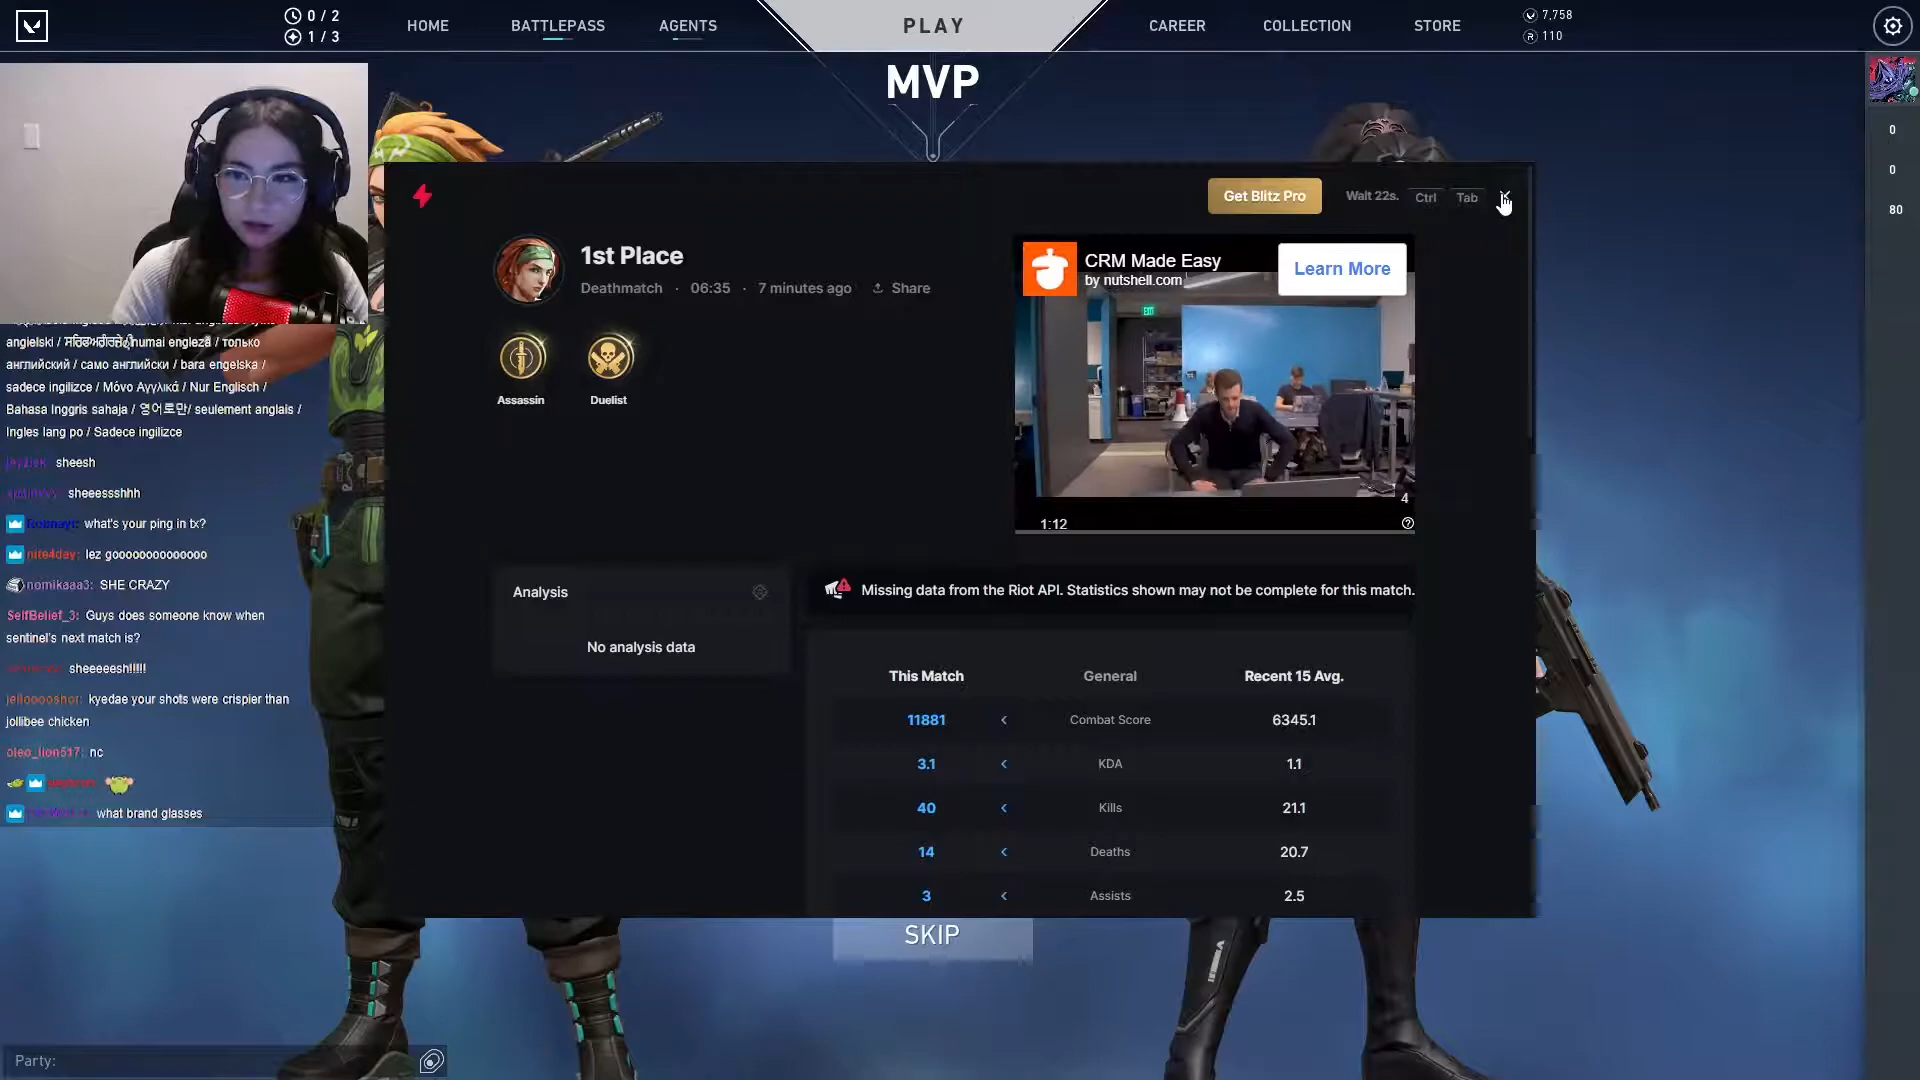 0 / 2
1 / 3
HOME
BATTLEPASS
AGENTS
PLAY
CAREER
COLLECTION
STORE
7,758
110
MVP
0
0
80
Get Blitz Pro
Wait 22s.
Ctrl
Tab
1st Place
Deathmatch · 06:35 · 7 minutes ago
Share
Assassin
Duelist
CRM Made Easy
by nutshell.com
Learn More
EXIT
4
1:12
angielski / numai engleză / только
английский / само английски / bara engelska /
sadece ingilizce / Μόνο Αγγλικά / Nur Englisch /
Bahasa Inggris sahaja / 영어로만/ seulement anglais /
Ingles lang po / Sadece ingilizce
sheesh
sheeessshhh
what's your ping in tx?
nite4day: lez gooooooooooooo
nomikaaa3: SHE CRAZY
SelfBelief_3: Guys does someone know when
sentinel's next match is?
sheeeeesh!!!!!
jellooooshor: kyedae your shots were crispier than
jollibee chicken
oleo_lion517: nc
what brand glasses
Analysis
No analysis data
Missing data from the Riot API. Statistics shown may not be complete for this match.
This Match General Recent 15 Avg.
11881 < Combat Score 6345.1
3.1 < KDA 1.1
40 < Kills 21.1
14 < Deaths 20.7
3 < Assists 2.5
SKIP
Party: